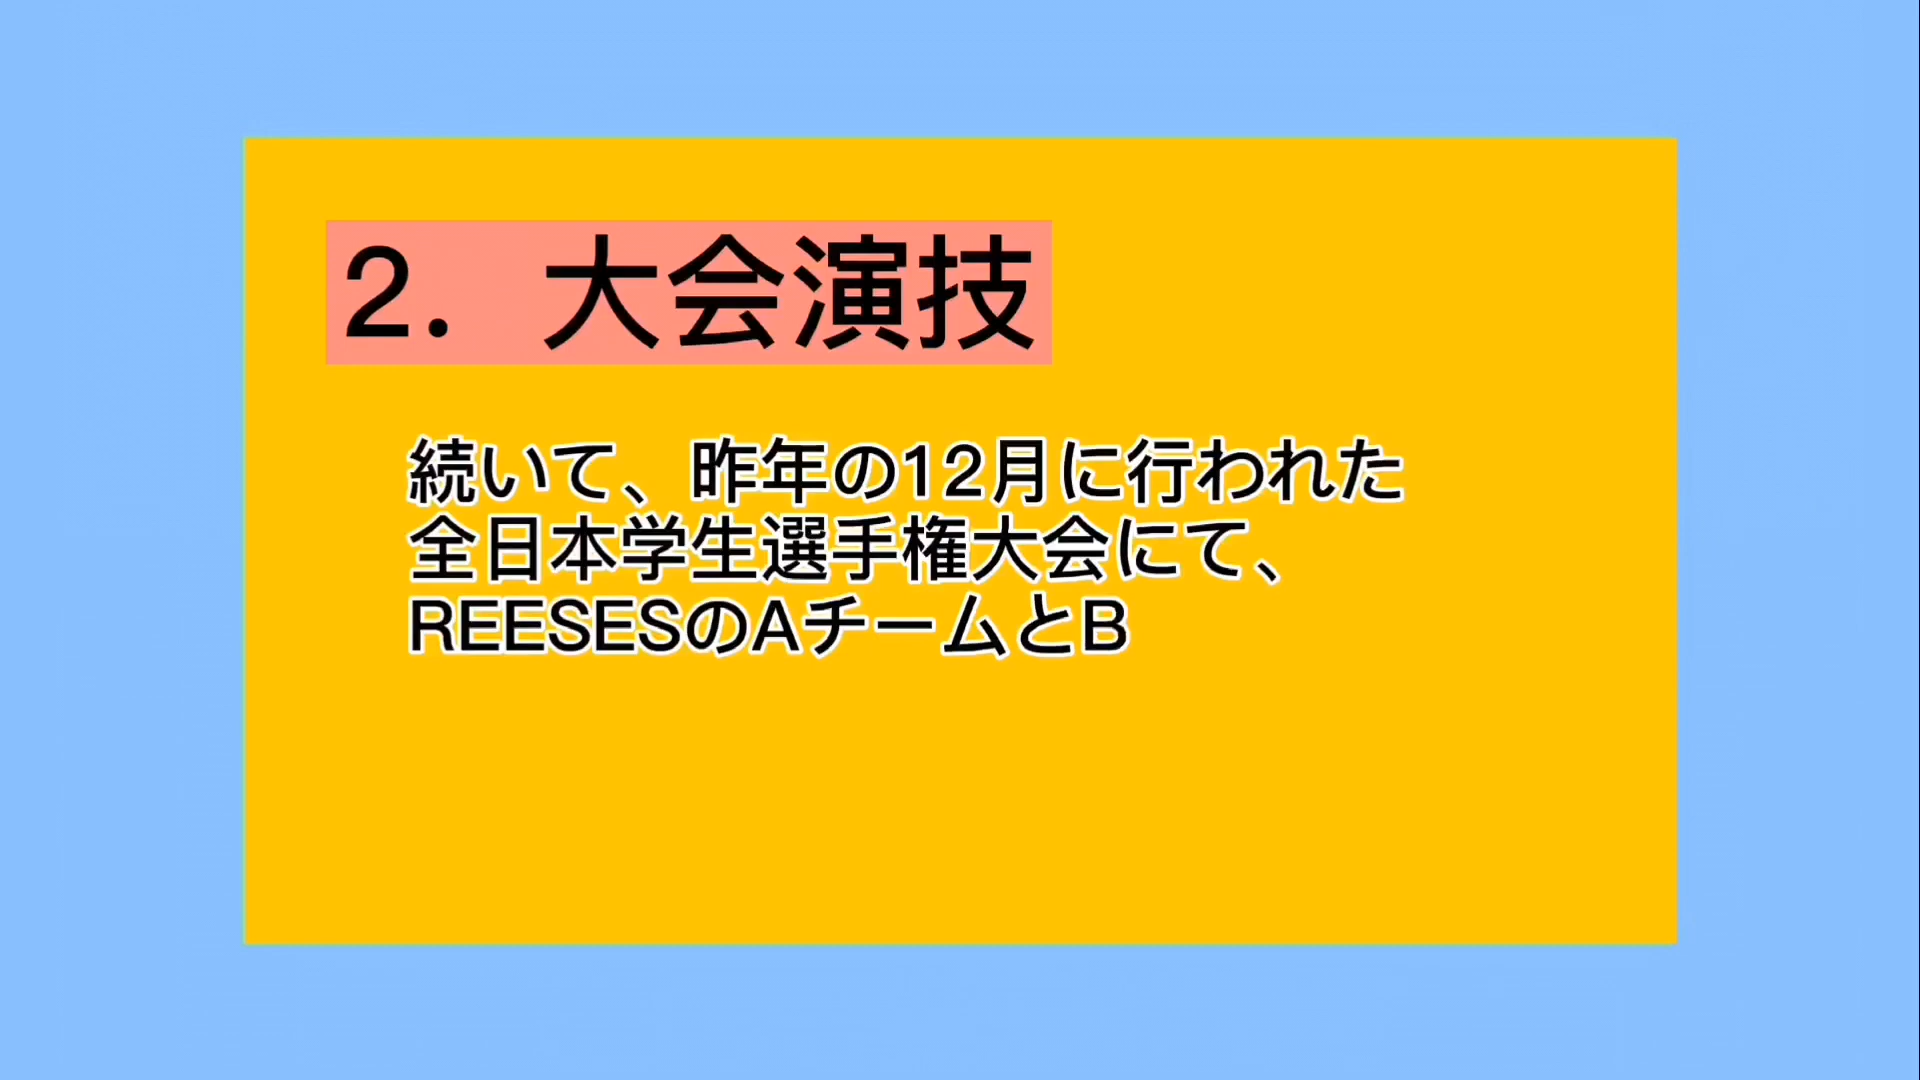 2. 大会演技
続いて、昨年の12月に行われた
全日本学生選手権大会にて、
REESESのAチームとB